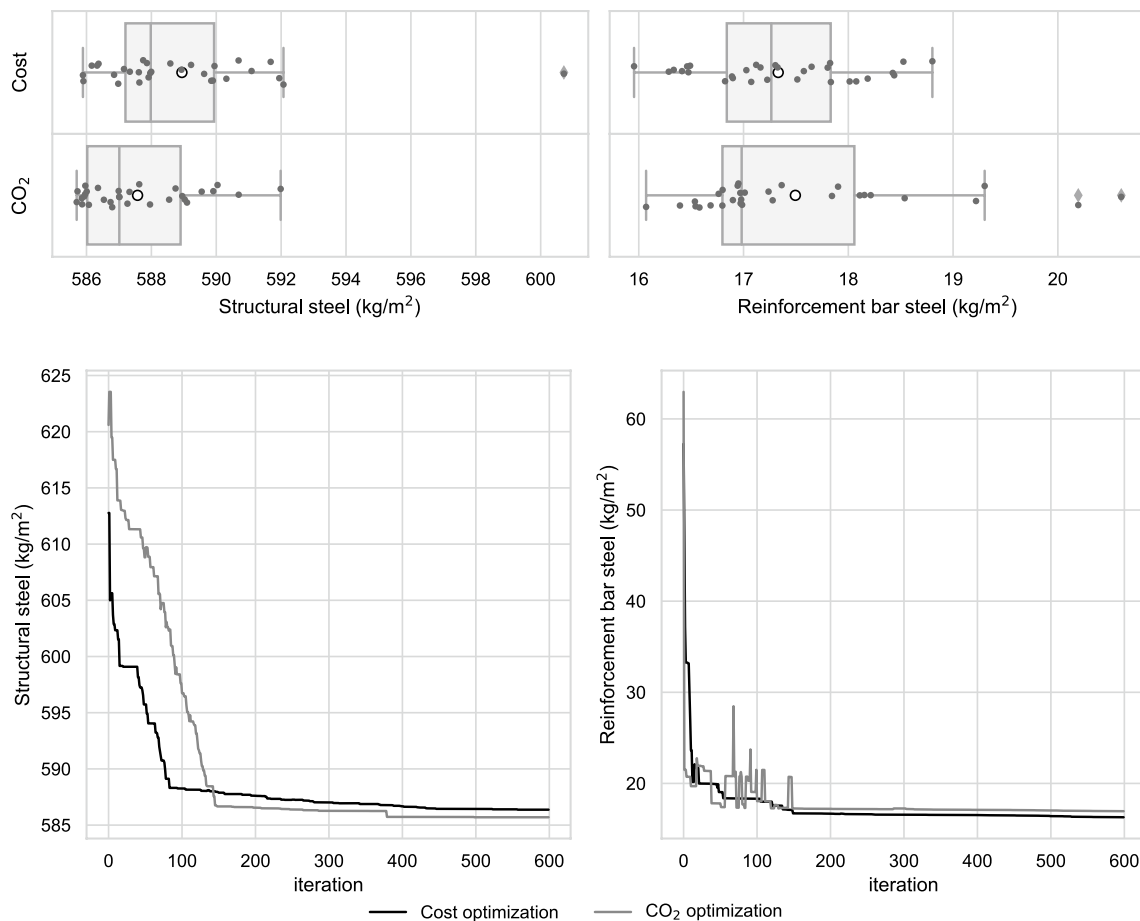 Cost
CO₂
586 588 590 592 594 596 598 600
Structural steel (kg/m²)
16 17 18 19 20
Reinforcement bar steel (kg/m²)
625
620
615
610
605
600
595
590
585
Structural steel (kg/m²)
0 100 200 300 400 500 600
iteration
60
50
40
30
20
Reinforcement bar steel (kg/m²)
0 100 200 300 400 500 600
iteration
Cost optimization CO₂ optimization